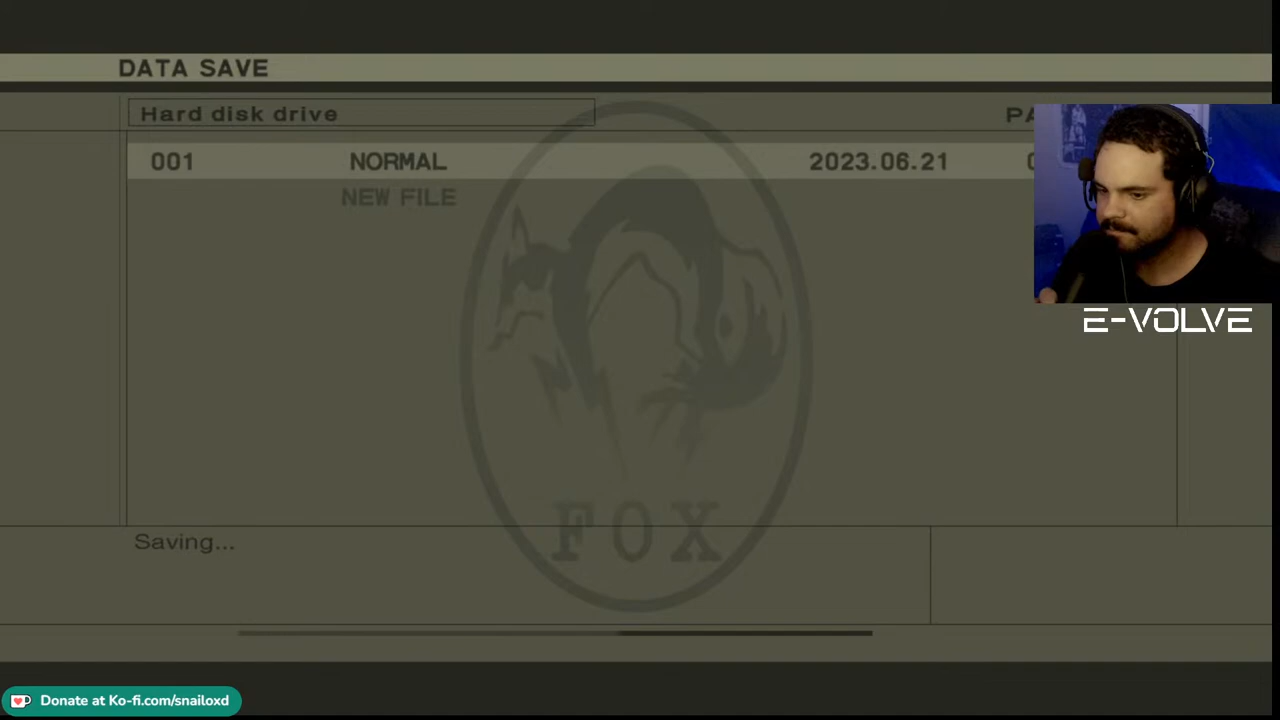 DATA SAVE
Hard disk drive
001 NORMAL 2023.06.21
NEW FILE
E-VOLVE
FOX
Saving...
Donate at Ko-fi.com/snailoxd